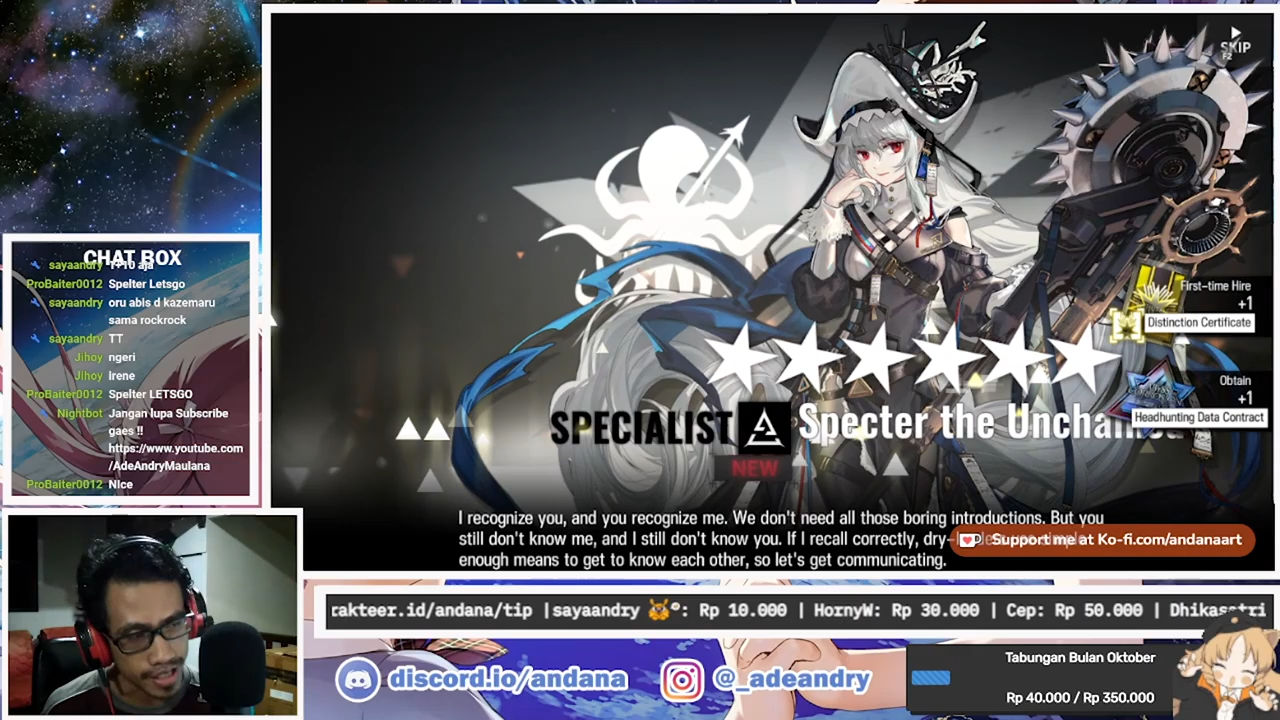 SKIP
CHAT BOX
sayaandry 1710 aja
ProBaiter0012 Spelter Letsgo
sayaandry oru abis d kazemaru
sama rockrock
sayaandry TT
Jihoy ngeri
Jihoy Irene
ProBaiter0012 Spelter LETSGO
Nightbot Jangan lupa Subscribe
gaes !!
https://www.youtube.com
/AdeAndryMaulana
ProBaiter0012 NIce
First-time Hire
+1
Distinction Certificate
Obtain
+1
Headhunting Data Contract
SPECIALIST Specter the
NEW
I recognize you, and you recognize me. We don't need all those boring introductions. But you
still don't know me, and I still don't know you. If I recall correctly, dry-
enough means to get to know each other, so let's get communicating.
Support me at Ko-fi.com/andanaart
rakteer.id/andana/tip |sayaandry : Rp 10.000 | HornyW: Rp 30.000 | Cep: Rp 50.000 |
discord.io/andana
@_adeandry
Tabungan Bulan Oktober
Rp 40.000 / Rp 350.000